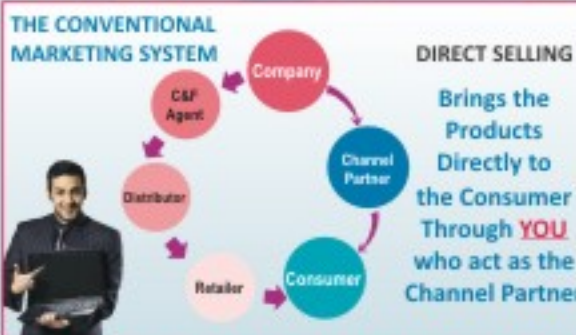 THE CONVENTIONAL
MARKETING SYSTEM
Company
C&F
Agent
Distributor
Retailer
Consumer
Channel
Partner
DIRECT SELLING
Brings the
Products
Directly to
the Consumer
Through YOU
who act as the
Channel Partner